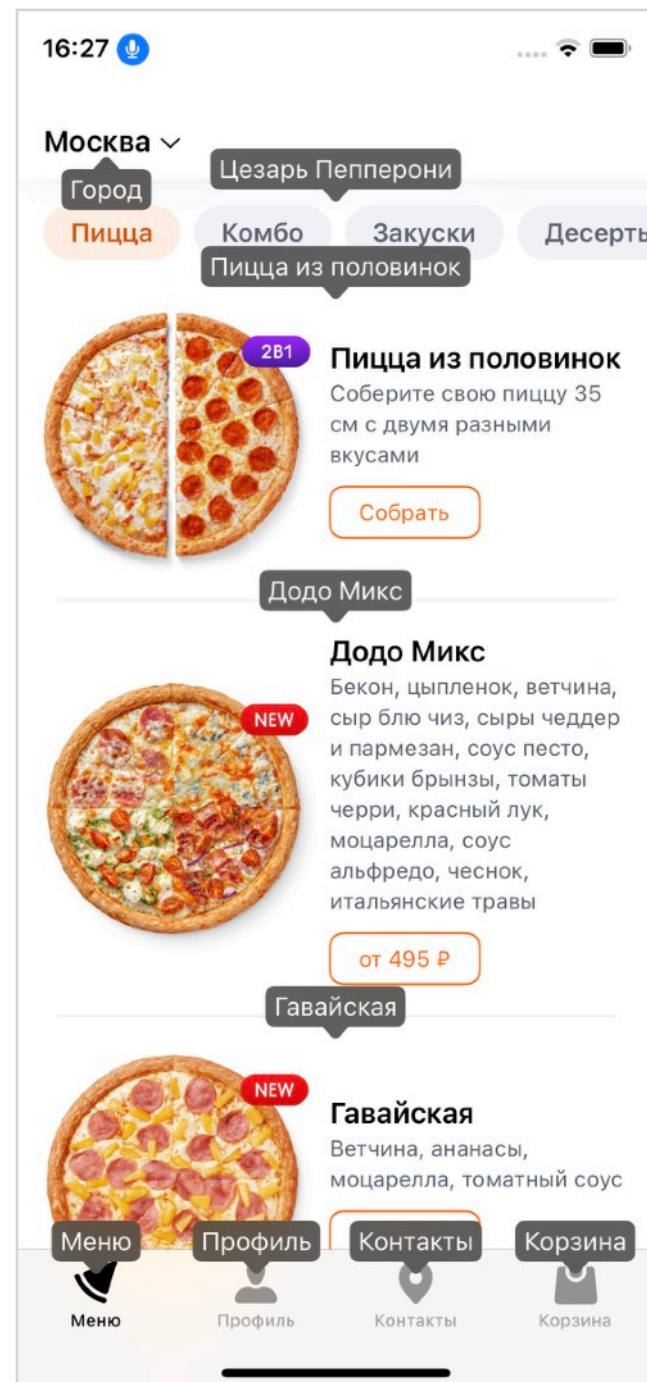 16:27
Москва
Город
Цезарь Пепперони
Пицца
Комбо
Закуски
Десерты
Пицца из половинок
2В1
Пицца из половинок
Соберите свою пиццу 35
см с двумя разными
вкусами
Собрать
Додо Микс
Додо Микс
NEW
Бекон, цыпленок, ветчина,
сыр блю чиз, сыры чеддер
и пармезан, соус песто,
кубики брынзы, томаты
черри, красный лук,
моцарелла, соус
альфредо, чеснок,
итальянские травы
от 495 ₽
Гавайская
NEW
Гавайская
Ветчина, ананасы,
моцарелла, томатный соус
Меню
Профиль
Контакты
Корзина
Меню
Профиль
Контакты
Корзина